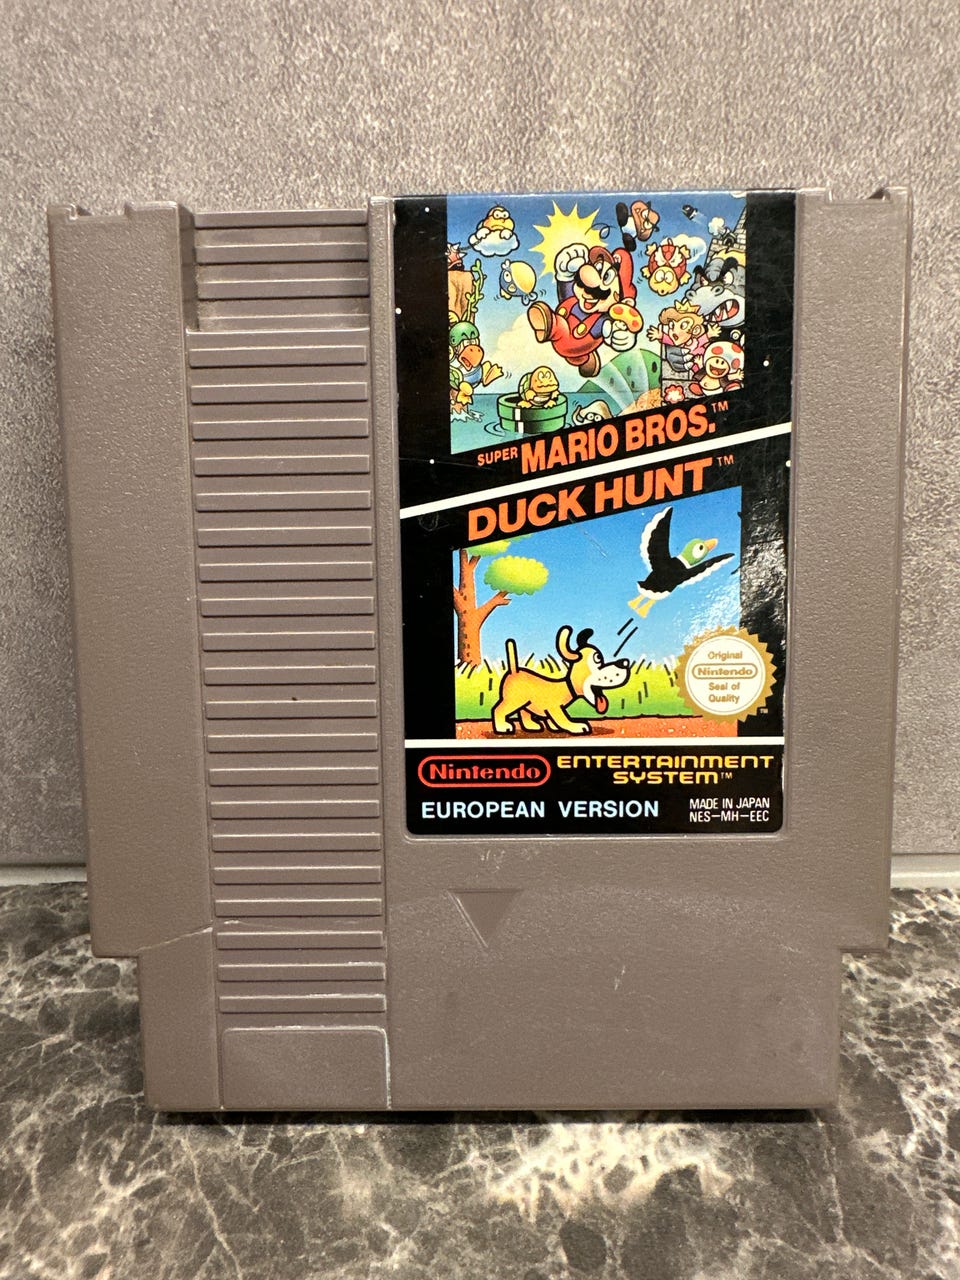 SUPER MARIO BROS.™
DUCK HUNT™
Original
Nintendo
Seal of
Quality
™
Nintendo ENTERTAINMENT
SYSTEM™
EUROPEAN VERSION
MADE IN JAPAN
NES-MH-EEC